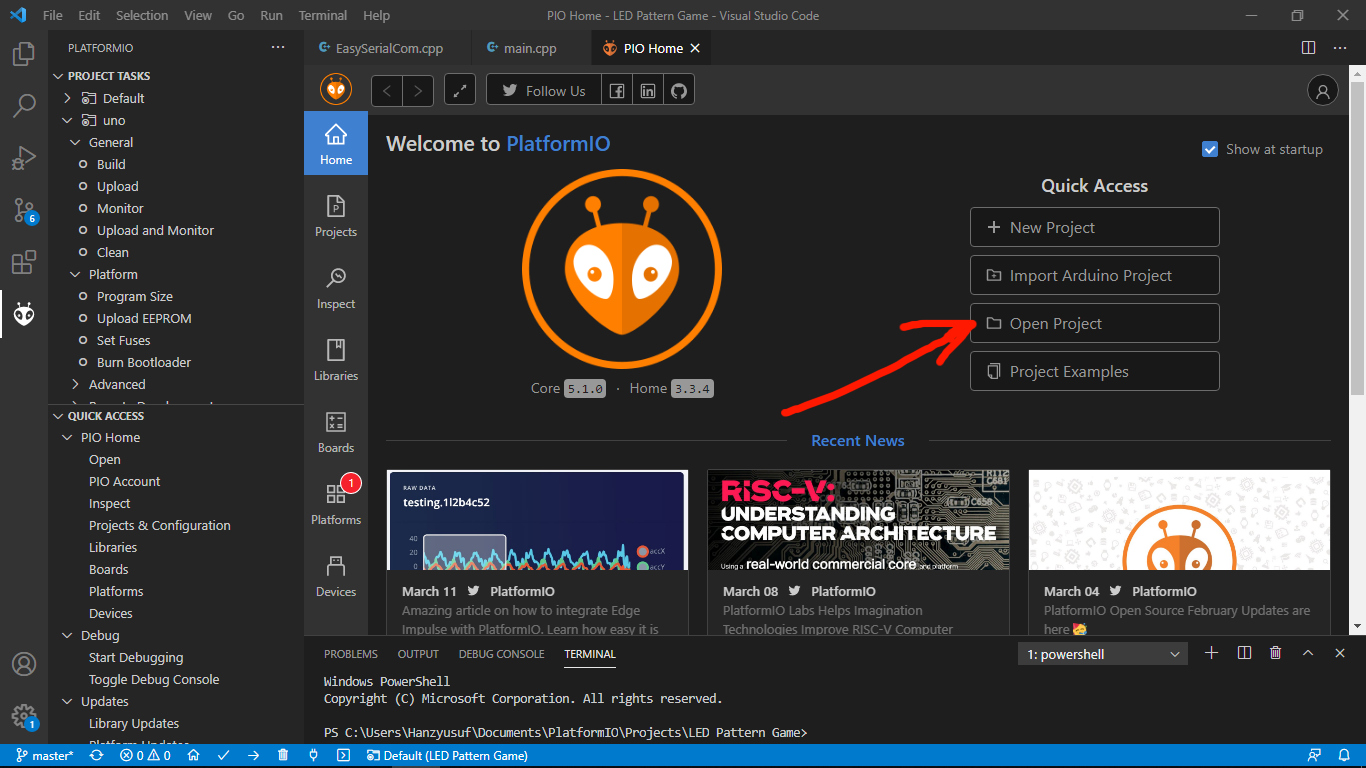 File Edit Selection View Go Run Terminal Help
PIO Home - LED Pattern Game - Visual Studio Code
PLATFORMIO
PROJECT TASKS
Default
uno
General
Build
Upload
Monitor
Upload and Monitor
Clean
Platform
Program Size
Upload EEPROM
Set Fuses
Burn Bootloader
Advanced
QUICK ACCESS
PIO Home
Open
PIO Account
Inspect
Projects & Configuration
Libraries
Boards
Platforms
Devices
Debug
Start Debugging
Toggle Debug Console
Updates
Library Updates
6
1
EasySerialCom.cpp
main.cpp
PIO Home
Follow Us
Home
Projects
Inspect
Libraries
Boards
1
Platforms
Devices
Welcome to PlatformIO
Show at startup
Core 5.1.0 · Home 3.3.4
Quick Access
New Project
Import Arduino Project
Open Project
Project Examples
Recent News
RAW DATA
testing.1l2b4c52
40
20
0
accX
accY
March 11 PlatformIO
Amazing article on how to integrate Edge
Impulse with PlatformIO. Learn how easy it is
RISC-V:
UNDERSTANDING
COMPUTER ARCHITECTURE
Using a real-world commercial core and platform
March 08 PlatformIO
PlatformIO Labs Helps Imagination
Technologies Improve RISC-V Computer
March 04 PlatformIO
PlatformIO Open Source February Updates are
here 🥳
PROBLEMS OUTPUT DEBUG CONSOLE TERMINAL
1: powershell
Windows PowerShell
Copyright (C) Microsoft Corporation. All rights reserved.
PS C:\Users\Hanzyusuf\Documents\PlatformIO\Projects\LED Pattern Game>
master* 0 0 Default (LED Pattern Game)